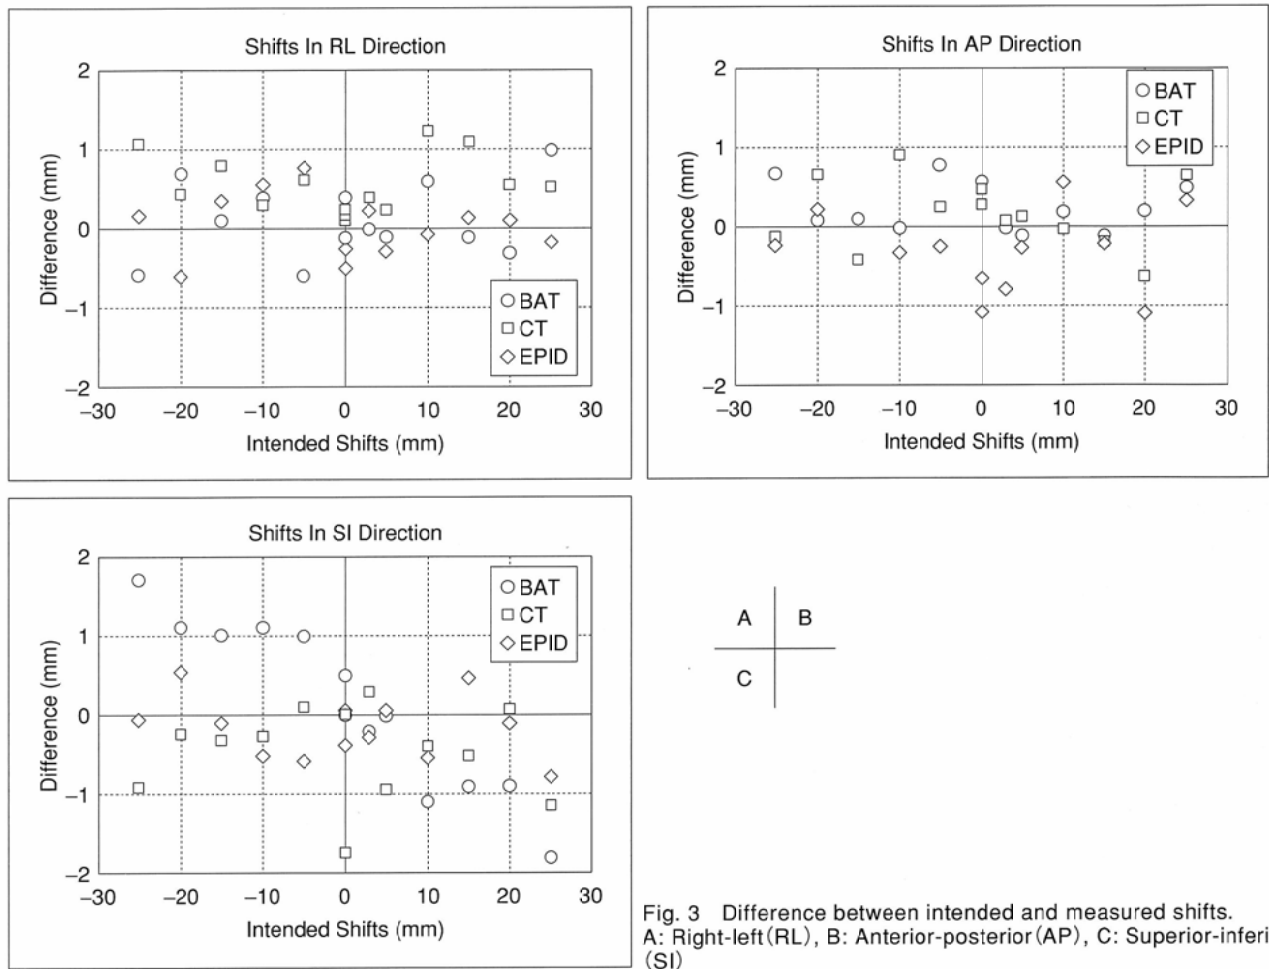 Shifts In RL Direction
2
1
0
−1
−2
Difference (mm)
BAT
CT
EPID
−30 −20 −10 0 10 20 30
Intended Shifts (mm)
Shifts In AP Direction
2
1
0
−1
−2
Difference (mm)
BAT
CT
EPID
−30 −20 −10 0 10 20 30
Intended Shifts (mm)
Shifts In SI Direction
2
1
0
−1
−2
Difference (mm)
BAT
CT
EPID
−30 −20 −10 0 10 20 30
Intended Shifts (mm)
A B
C
Fig. 3 Difference between intended and measured shifts.
A: Right-left(RL), B: Anterior-posterior(AP), C: Superior-inferi
(SI)